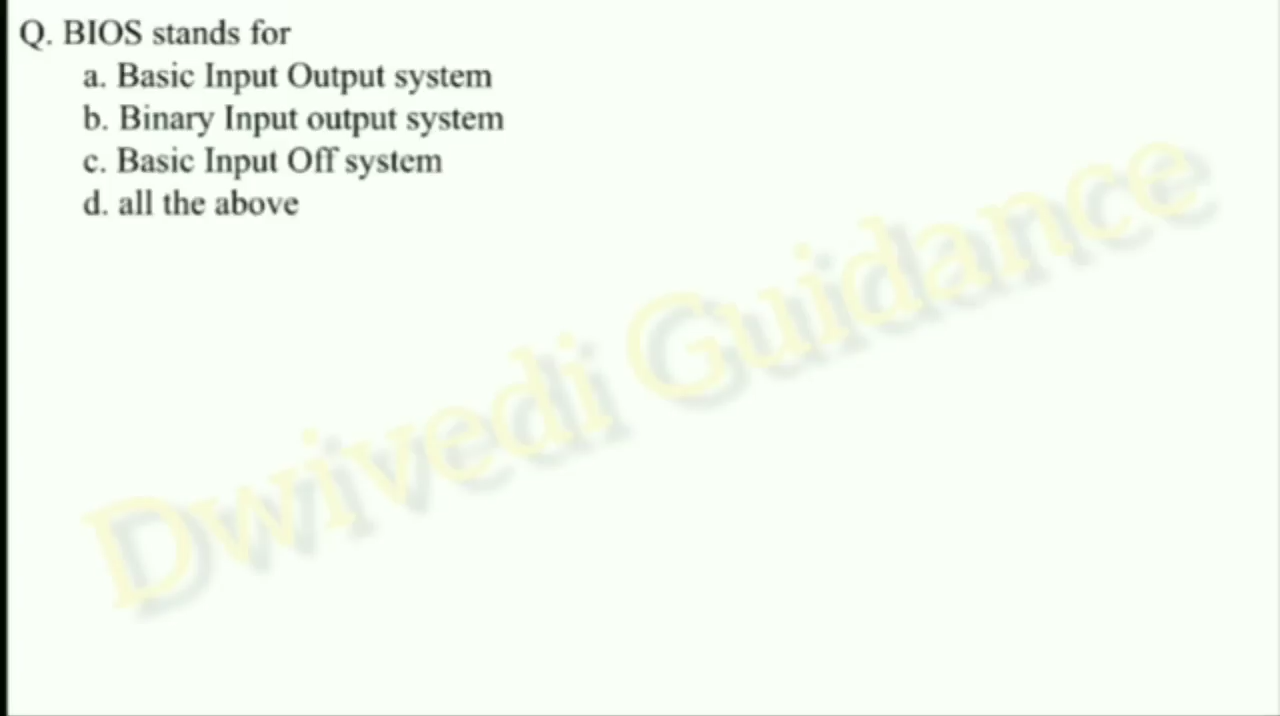 Q. BIOS stands for
a. Basic Input Output system
b. Binary Input output system
c. Basic Input Off system
d. all the above
Dwivedi Guidance